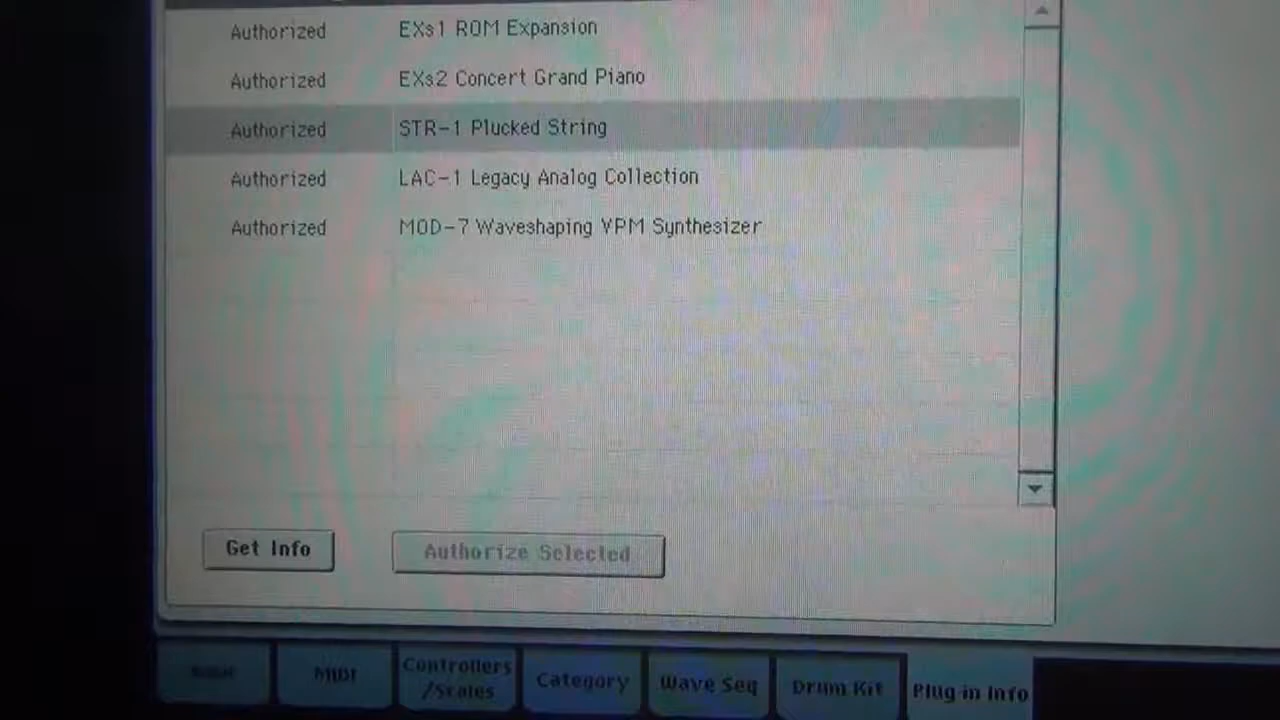 Authorized EXs1 ROM Expansion
Authorized EXs2 Concert Grand Piano
Authorized STR-1 Plucked String
Authorized LAC-1 Legacy Analog Collection
Authorized MOD-7 Waveshaping VPM Synthesizer
Get Info Authorize Selected
MIDI Controllers /Scales Category Wave Seq Drum Kit Plug in Info